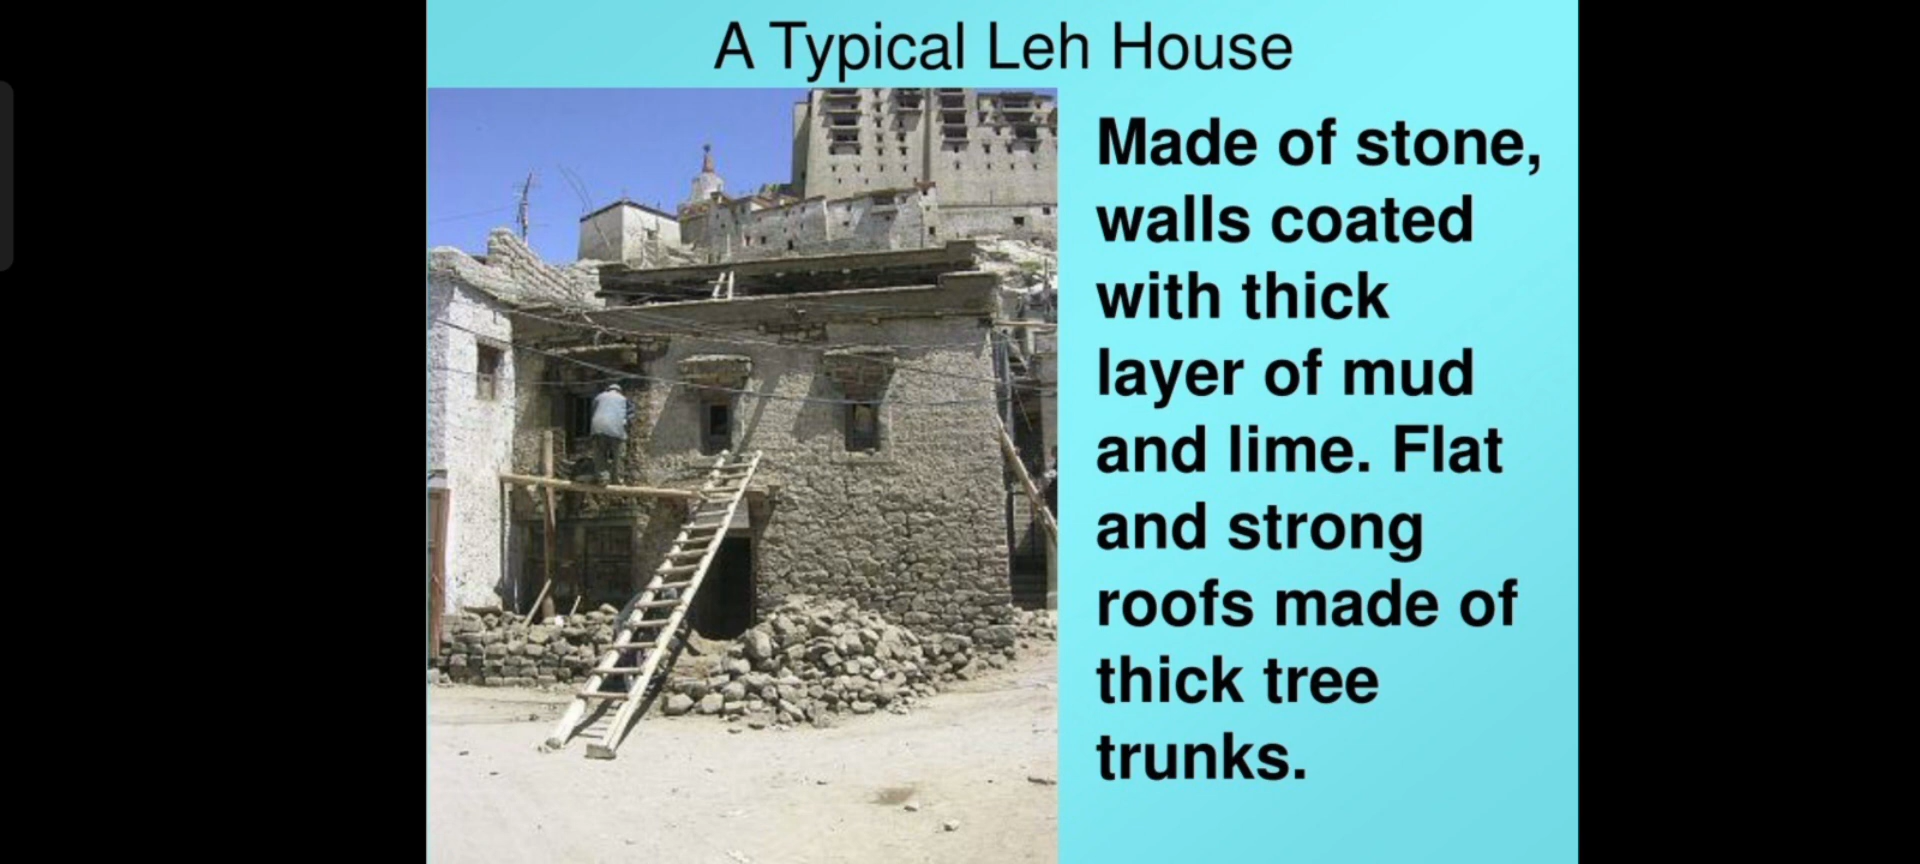 A Typical Leh House
Made of stone,
walls coated
with thick
layer of mud
and lime. Flat
and strong
roofs made of
thick tree
trunks.